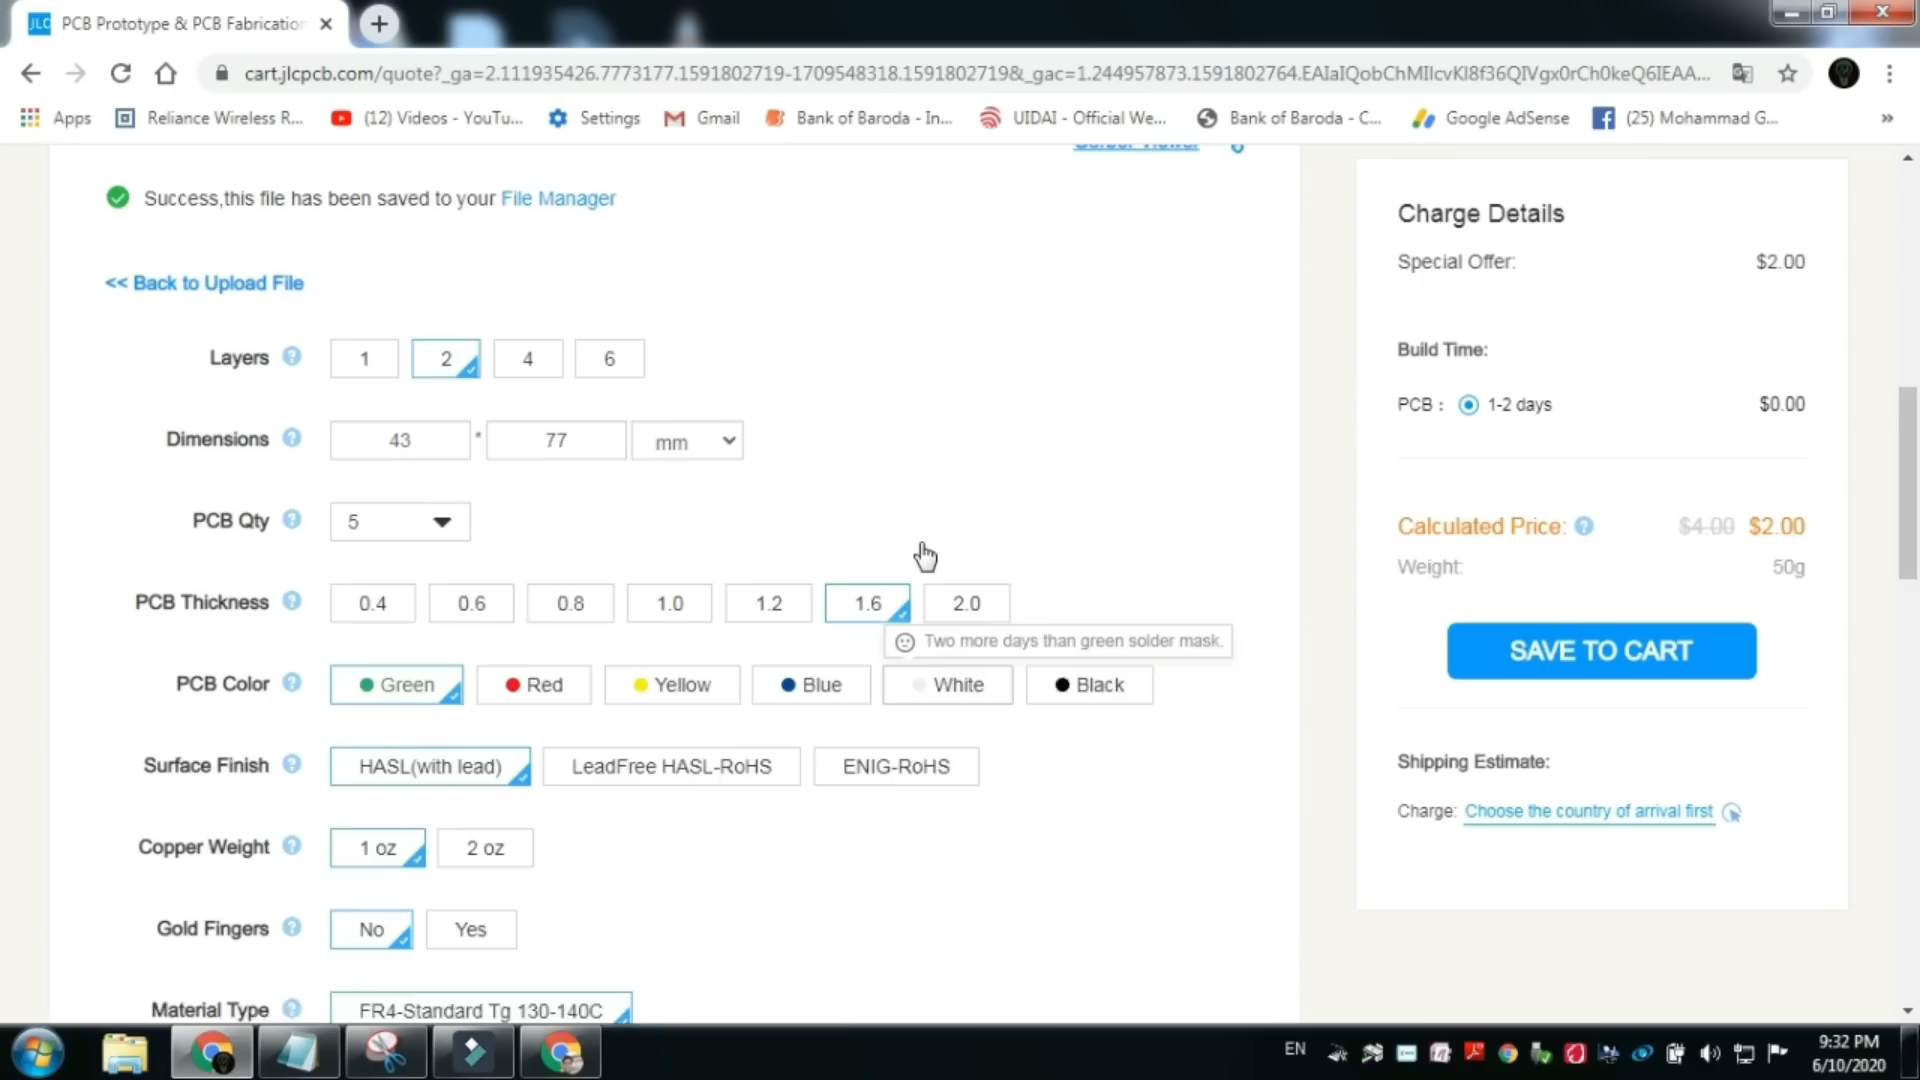 JLC PCB Prototype & PCB Fabrication
cart.jlcpcb.com/quote?_ga=2.111935426.7773177.1591802719-1709548318.1591802719&_gac=1.244957873.1591802764.EAIaIQobChMIlcvKl8f36QIVgx0rCh0keQ6IEAA...
Apps Reliance Wireless R... (12) Videos - YouTu... Settings Gmail Bank of Baroda - In... UIDAI - Official We... Bank of Baroda - C... Google AdSense (25) Mohammad G... »
Gerber Viewer
Success,this file has been saved to your File Manager
<< Back to Upload File
Layers ? 1 2 4 6
Dimensions ? 43 * 77 mm
PCB Qty ? 5
PCB Thickness ? 0.4 0.6 0.8 1.0 1.2 1.6 2.0
Two more days than green solder mask.
PCB Color ? Green Red Yellow Blue White Black
Surface Finish ? HASL(with lead) LeadFree HASL-RoHS ENIG-RoHS
Copper Weight ? 1 oz 2 oz
Gold Fingers ? No Yes
Material Type ? FR4-Standard Tg 130-140C
Charge Details
Special Offer: $2.00
Build Time:
PCB : 1-2 days $0.00
Calculated Price: ? $4.00 $2.00
Weight: 50g
SAVE TO CART
Shipping Estimate:
Charge: Choose the country of arrival first
EN
9:32 PM
6/10/2020